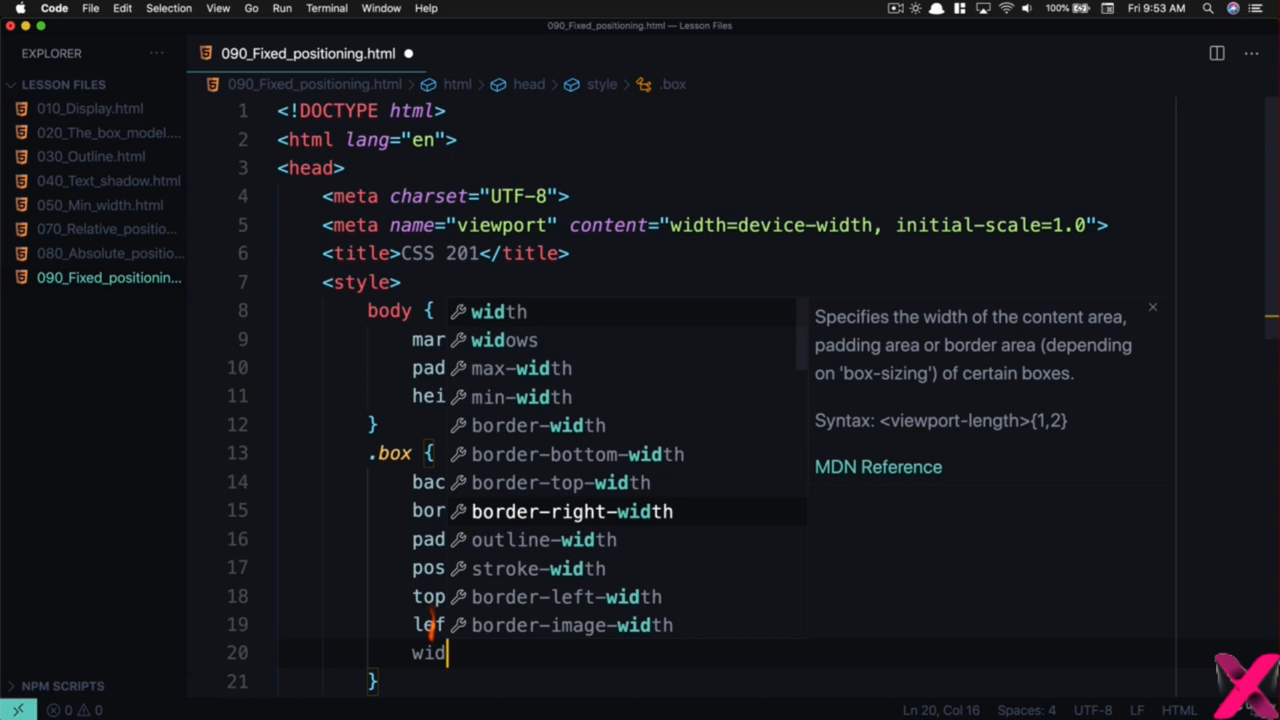 Code File Edit Selection View Go Run Terminal Window Help 100% Fri 9:53 AM
090_Fixed_positioning.html — Lesson Files
EXPLORER ··· 090_Fixed_positioning.html ● ···
LESSON FILES 090_Fixed_positioning.html > html > head > style > .box
010_Display.html
020_The_box_model....
030_Outline.html
040_Text_shadow.html
050_Min_width.html
070_Relative_positio...
080_Absolute_positio...
090_Fixed_positionin...
1 <!DOCTYPE html>
2 <html lang="en">
3 <head>
4 <meta charset="UTF-8">
5 <meta name="viewport" content="width=device-width, initial-scale=1.0">
6 <title>CSS 201</title>
7 <style>
8 body {
9 mar
10 pad
11 hei
12 }
13 .box {
14 bac
15 bor
16 pad
17 pos
18 top
19 lef
20 wid
21 }
width
widows
max-width
min-width
border-width
border-bottom-width
border-top-width
border-right-width
outline-width
stroke-width
border-left-width
border-image-width
Specifies the width of the content area,
padding area or border area (depending
on 'box-sizing') of certain boxes.
Syntax: <viewport-length>{1,2}
MDN Reference
NPM SCRIPTS
0 0 Ln 20, Col 16 Spaces: 4 UTF-8 LF HTML